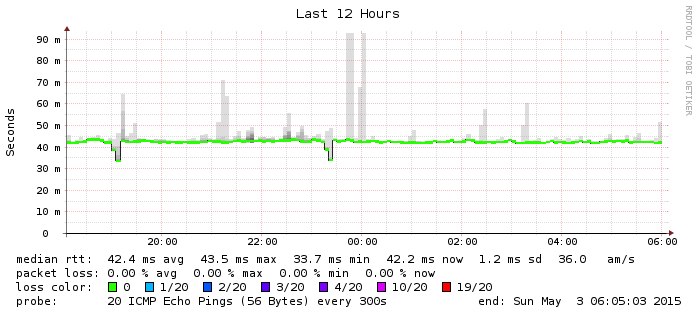 Last 12 Hours
RRDTOOL / TOBI OETIKER
Seconds
90 m
80 m
70 m
60 m
50 m
40 m
30 m
20 m
10 m
0
20:00 22:00 00:00 02:00 04:00 06:00
median rtt: 42.4 ms avg 43.5 ms max 33.7 ms min 42.2 ms now 1.2 ms sd 36.0 am/s
packet loss: 0.00 % avg 0.00 % max 0.00 % min 0.00 % now
loss color: 0 1/20 2/20 3/20 4/20 10/20 19/20
probe: 20 ICMP Echo Pings (56 Bytes) every 300s end: Sun May 3 06:05:03 2015